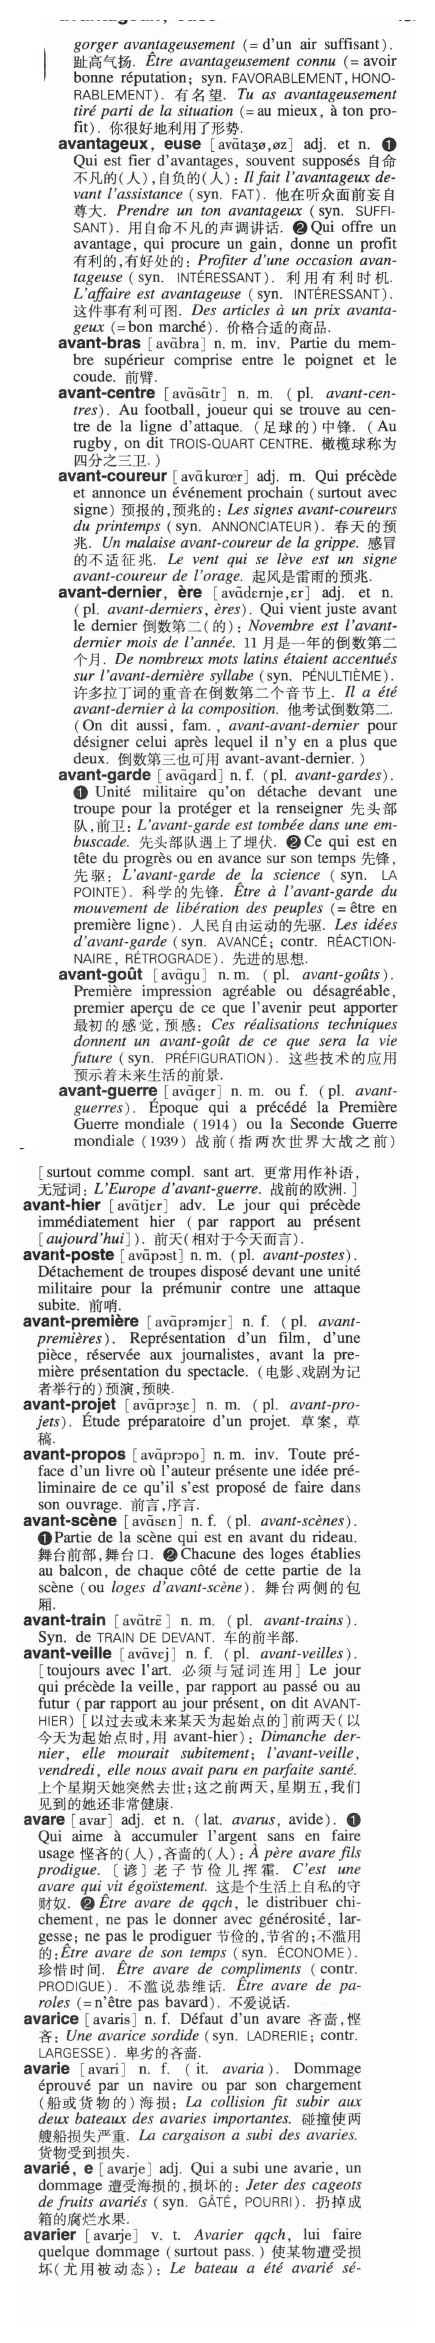 gorger avantageusement (= d'un air suffisant).
趾高气扬. Être avantageusement connu (= avoir
bonne réputation; syn. FAVORABLEMENT, HONO-
RABLEMENT). 有名望. Tu as avantageusement
tiré parti de la situation (= au mieux, à ton pro-
fit). 你很好地利用了形势.
avantageux, euse [avɑ̃taʒø,øz] adj. et n. ❶
Qui est fier d'avantages, souvent supposés 自命
不凡的(人),自负的(人): Il fait l'avantageux de-
vant l'assistance (syn. FAT). 他在听众面前妄自
尊大. Prendre un ton avantageux (syn. SUFFI-
SANT). 用自命不凡的声调讲话. ❷ Qui offre un
avantage, qui procure un gain, donne un profit
有利的,有好处的: Profiter d'une occasion avan-
tageuse (syn. INTÉRESSANT). 利用有利时机.
L'affaire est avantageuse (syn. INTÉRESSANT).
这件事有利可图. Des articles à un prix avanta-
geux (= bon marché). 价格合适的商品.
avant-bras [avɑ̃bra] n. m. inv. Partie du mem-
bre supérieur comprise entre le poignet et le
coude. 前臂.
avant-centre [avɑ̃sɑ̃tr] n. m. (pl. avant-cen-
tres). Au football, joueur qui se trouve au cen-
tre de la ligne d'attaque. (足球的)中锋. (Au
rugby, on dit TROIS-QUART CENTRE. 橄榄球称为
四分之三卫.)
avant-coureur [avɑ̃kurœr] adj. m. Qui précède
et annonce un événement prochain (surtout avec
signe) 预报的,预兆的: Les signes avant-coureurs
du printemps (syn. ANNONCIATEUR). 春天的预
兆. Un malaise avant-coureur de la grippe. 感冒
的不适征兆. Le vent qui se lève est un signe
avant-coureur de l'orage. 起风是雷雨的预兆.
avant-dernier, ère [avɑ̃dɛrnje,ɛr] adj. et n.
(pl. avant-derniers, ères). Qui vient juste avant
le dernier 倒数第二(的): Novembre est l'avant-
dernier mois de l'année. 11 月是一年的倒数第二
个月. De nombreux mots latins étaient accentués
sur l'avant-dernière syllabe (syn. PÉNULTIÈME).
许多拉丁词的重音在倒数第二个音节上. Il a été
avant-dernier à la composition. 他考试倒数第二.
(On dit aussi, fam., avant-avant-dernier pour
désigner celui après lequel il n'y en a plus que
deux. 倒数第三也可用 avant-avant-dernier.)
avant-garde [avɑ̃gard] n. f. (pl. avant-gardes).
❶ Unité militaire qu'on détache devant une
troupe pour la protéger et la renseigner 先头部
队,前卫: L'avant-garde est tombée dans une em-
buscade. 先头部队遇上了埋伏. ❷ Ce qui est en
tête du progrès ou en avance sur son temps 先锋,
先驱: L'avant-garde de la science (syn. LA
POINTE). 科学的先锋. Être à l'avant-garde du
mouvement de libération des peuples (= être en
première ligne). 人民自由运动的先驱. Les idées
d'avant-garde (syn. AVANCÉ; contr. RÉACTION-
NAIRE, RÉTROGRADE). 先进的思想.
avant-goût [avɑ̃gu] n. m. (pl. avant-goûts).
Première impression agréable ou désagréable,
premier aperçu de ce que l'avenir peut apporter
最初的感觉,预感: Ces réalisations techniques
donnent un avant-goût de ce que sera la vie
future (syn. PRÉFIGURATION). 这些技术的应用
预示着未来生活的前景.
avant-guerre [avɑ̃gɛr] n. m. ou f. (pl. avant-
guerres). Époque qui a précédé la Première
Guerre mondiale (1914) ou la Seconde Guerre
mondiale (1939) 战前(指两次世界大战之前)
[surtout comme compl. sant art. 更常用作补语,
无冠词: L'Europe d'avant-guerre. 战前的欧洲.]
avant-hier [avɑ̃tjɛr] adv. Le jour qui précède
immédiatement hier (par rapport au présent
[aujourd'hui]). 前天(相对于今天而言).
avant-poste [avɑ̃pɔst] n. m. (pl. avant-postes).
Détachement de troupes disposé devant une unité
militaire pour la prémunir contre une attaque
subite. 前哨.
avant-première [avɑ̃prəmjɛr] n. f. (pl. avant-
premières). Représentation d'un film, d'une
pièce, réservée aux journalistes, avant la pre-
mière présentation du spectacle. (电影、戏剧为记
者举行的)预演,预映.
avant-projet [avɑ̃prɔʒɛ] n. m. (pl. avant-pro-
jets). Étude préparatoire d'un projet. 草案, 草
稿.
avant-propos [avɑ̃prɔpo] n. m. inv. Toute pré-
face d'un livre où l'auteur présente une idée pré-
liminaire de ce qu'il s'est proposé de faire dans
son ouvrage. 前言,序言.
avant-scène [avɑ̃sɛn] n. f. (pl. avant-scènes).
❶ Partie de la scène qui est en avant du rideau.
舞台前部,舞台口. ❷ Chacune des loges établies
au balcon, de chaque côté de cette partie de la
scène (ou loges d'avant-scène). 舞台两侧的包
厢.
avant-train [avɑ̃trɛ̃] n. m. (pl. avant-trains).
Syn. de TRAIN DE DEVANT. 车的前半部.
avant-veille [avɑ̃vɛj] n. f. (pl. avant-veilles).
[toujours avec l'art. 必须与冠词连用] Le jour
qui précède la veille, par rapport au passé ou au
futur (par rapport au jour présent, on dit AVANT-
HIER) [以过去或未来某天为起始点的]前两天(以
今天为起始点时,用 avant-hier): Dimanche der-
nier, elle mourait subitement; l'avant-veille,
vendredi, elle nous avait paru en parfaite santé.
上个星期天她突然去世;这之前两天,星期五,我们
见到的她还非常健康.
avare [avar] adj. et n. (lat. avarus, avide). ❶
Qui aime à accumuler l'argent sans en faire
usage 悭吝的(人),吝啬的(人): À père avare fils
prodigue. [谚]老子节俭儿挥霍. C'est une
avare qui vit égoïstement. 这是个生活上自私的守
财奴. ❷ Être avare de qqch, le distribuer chi-
chement, ne pas le donner avec générosité, lar-
gesse; ne pas le prodiguer 节俭的,节省的;不滥用
的: Être avare de son temps (syn. ÉCONOME).
珍惜时间. Être avare de compliments (contr.
PRODIGUE). 不滥说恭维话. Être avare de pa-
roles (= n'être pas bavard). 不爱说话.
avarice [avaris] n. f. Défaut d'un avare 吝啬,悭
吝: Une avarice sordide (syn. LADRERIE; contr.
LARGESSE). 卑劣的吝啬.
avarie [avari] n. f. (it. avaria). Dommage
éprouvé par un navire ou par son chargement
(船或货物的)海损: La collision fit subir aux
deux bateaux des avaries importantes. 碰撞使两
艘船损失严重. La cargaison a subi des avaries.
货物受到损失.
avarié, e [avarje] adj. Qui a subi une avarie, un
dommage 遭受海损的,损坏的: Jeter des cageots
de fruits avariés (syn. GÂTÉ, POURRI). 扔掉成
箱的腐烂水果.
avarier [avarje] v. t. Avarier qqch, lui faire
quelque dommage (surtout pass.) 使某物遭受损
坏(尤用被动态): Le bateau a été avarié sé-